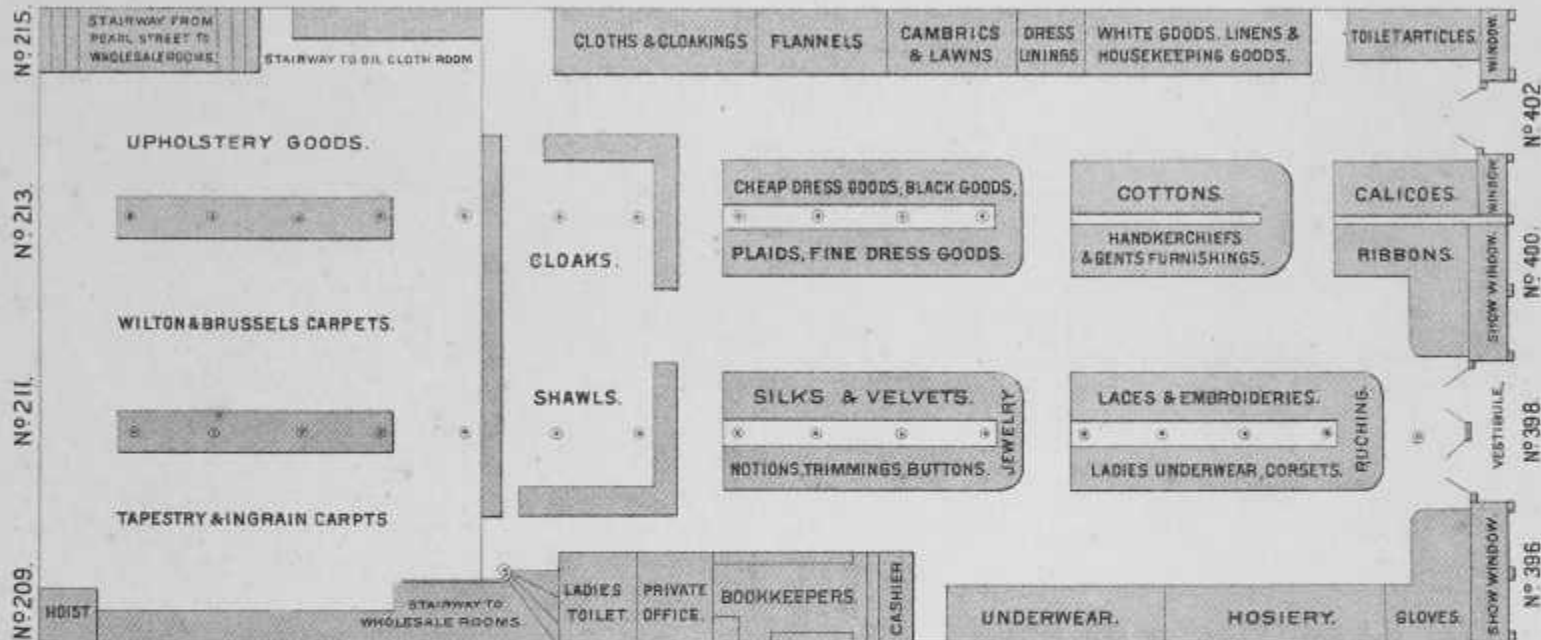 No 215.
STAIRWAY FROM
PEARL STREET TO
WHOLESALE ROOMS.
STAIRWAY TO OIL CLOTH ROOM
CLOTHS & CLOAKINGS
FLANNELS
CAMBRICS
& LAWNS
DRESS
LININGS
WHITE GOODS, LINENS &
HOUSEKEEPING GOODS.
TOILET ARTICLES.
WINDOW.
No 402
UPHOLSTERY GOODS.
No 213.
CLOAKS.
CHEAP DRESS GOODS, BLACK GOODS,
PLAIDS, FINE DRESS GOODS.
COTTONS.
HANDKERCHIEFS
& GENTS FURNISHINGS.
CALICOES.
RIBBONS.
WINDOW
SHOW WINDOW.
No 400.
WILTON & BRUSSELS CARPETS.
No 211.
SHAWLS.
SILKS & VELVETS.
JEWELRY
NOTIONS, TRIMMINGS, BUTTONS.
LACES & EMBROIDERIES.
RUCHING.
LADIES UNDERWEAR, CORSETS.
VESTIBULE.
No 398
TAPESTRY & INGRAIN CARPTS
No 209.
HOIST
STAIRWAY TO
WHOLESALE ROOMS.
LADIES
TOILET.
PRIVATE
OFFICE.
BOOKKEEPERS.
CASHIER
UNDERWEAR.
HOSIERY.
GLOVES.
SHOW WINDOW.
No 396